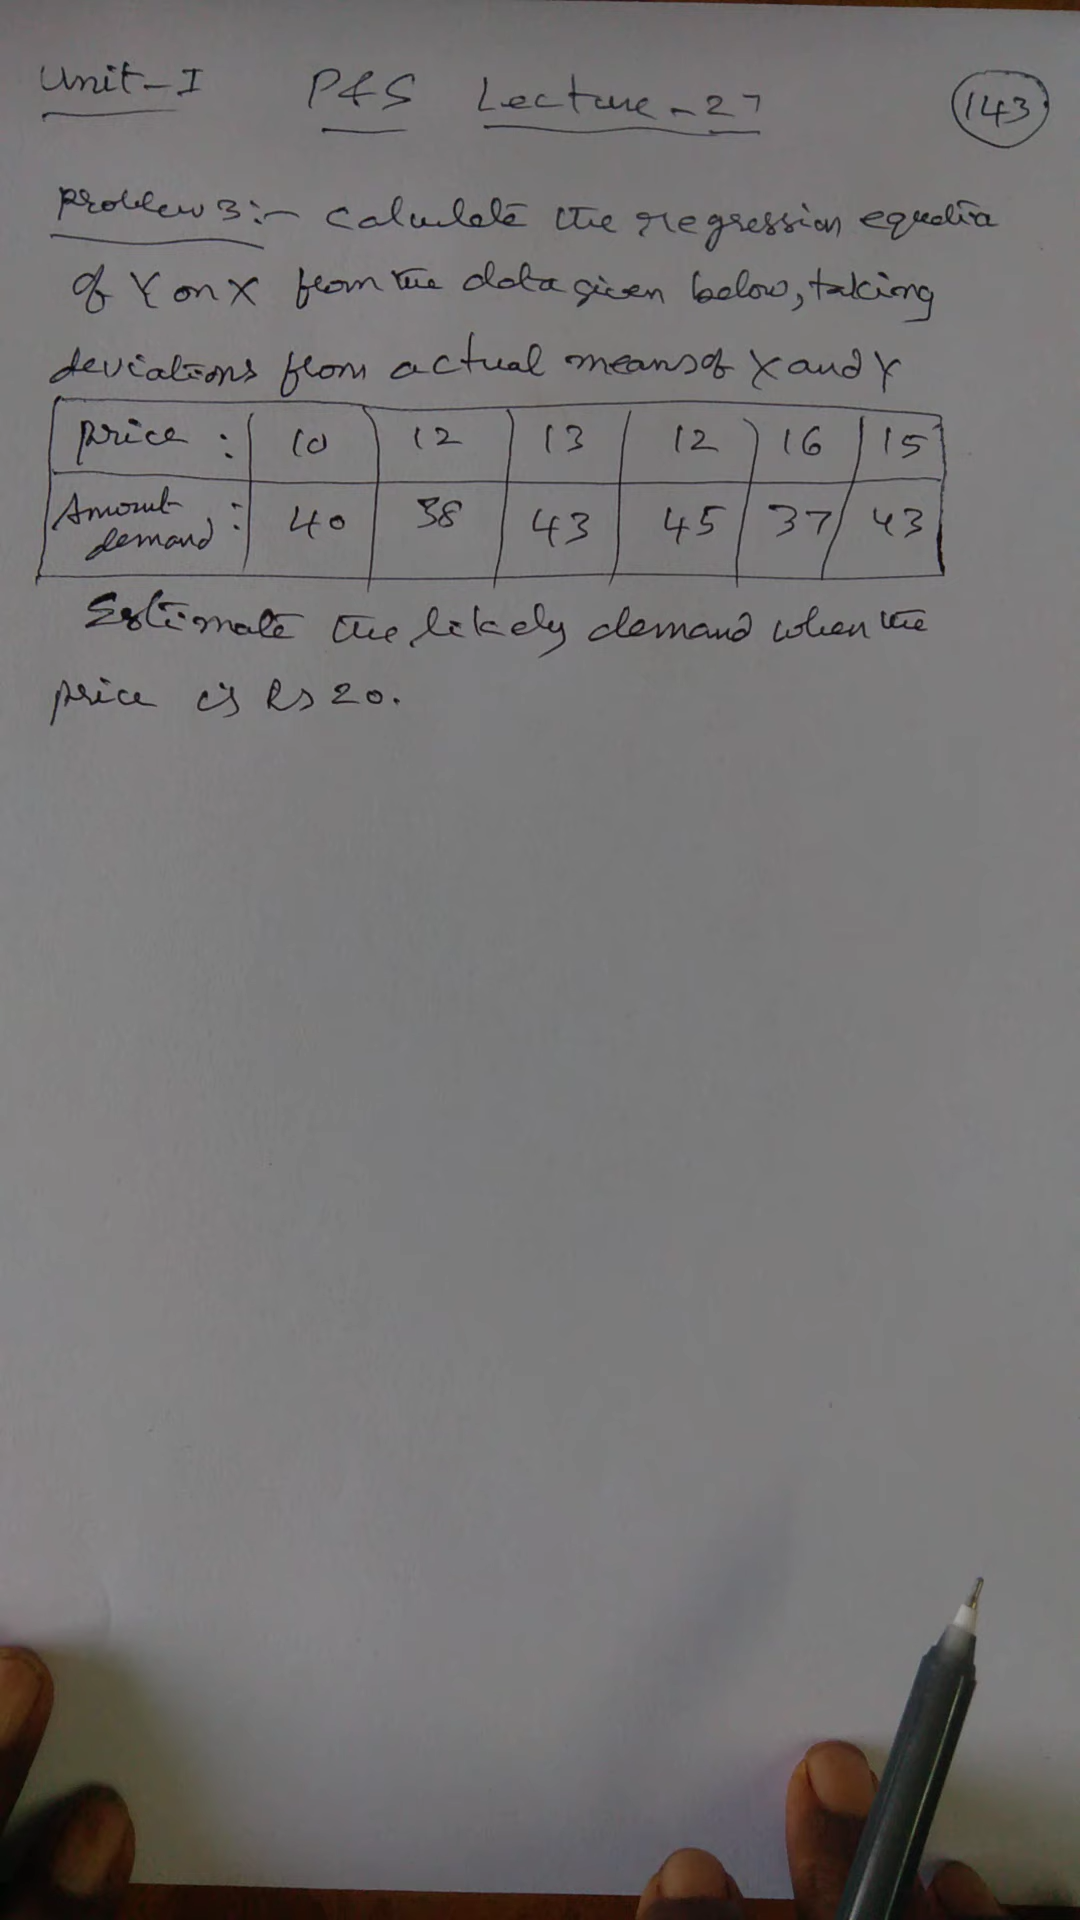 Unit-I P&S Lecture-27 143
Problem 3:- Calculate the regression equation
of Y on X from the data given below, taking
deviations from actual means of X and Y
Price : 10 12 13 12 16 15
Amount demand : 40 38 43 45 37 43
Estimate the likely demand when the
price is Rs 20.